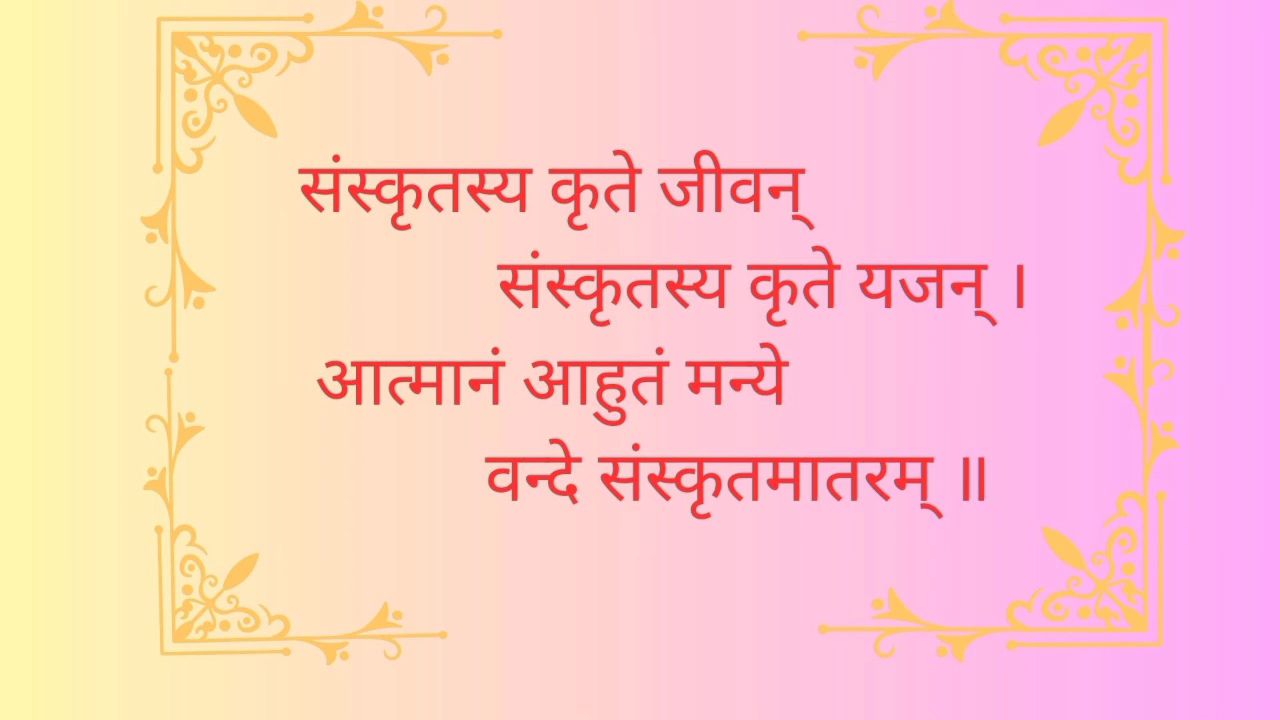 संस्कृतस्य कृते जीवन्
संस्कृतस्य कृते यजन् ।
आत्मानं आहुतं मन्ये
वन्दे संस्कृतमातरम् ॥